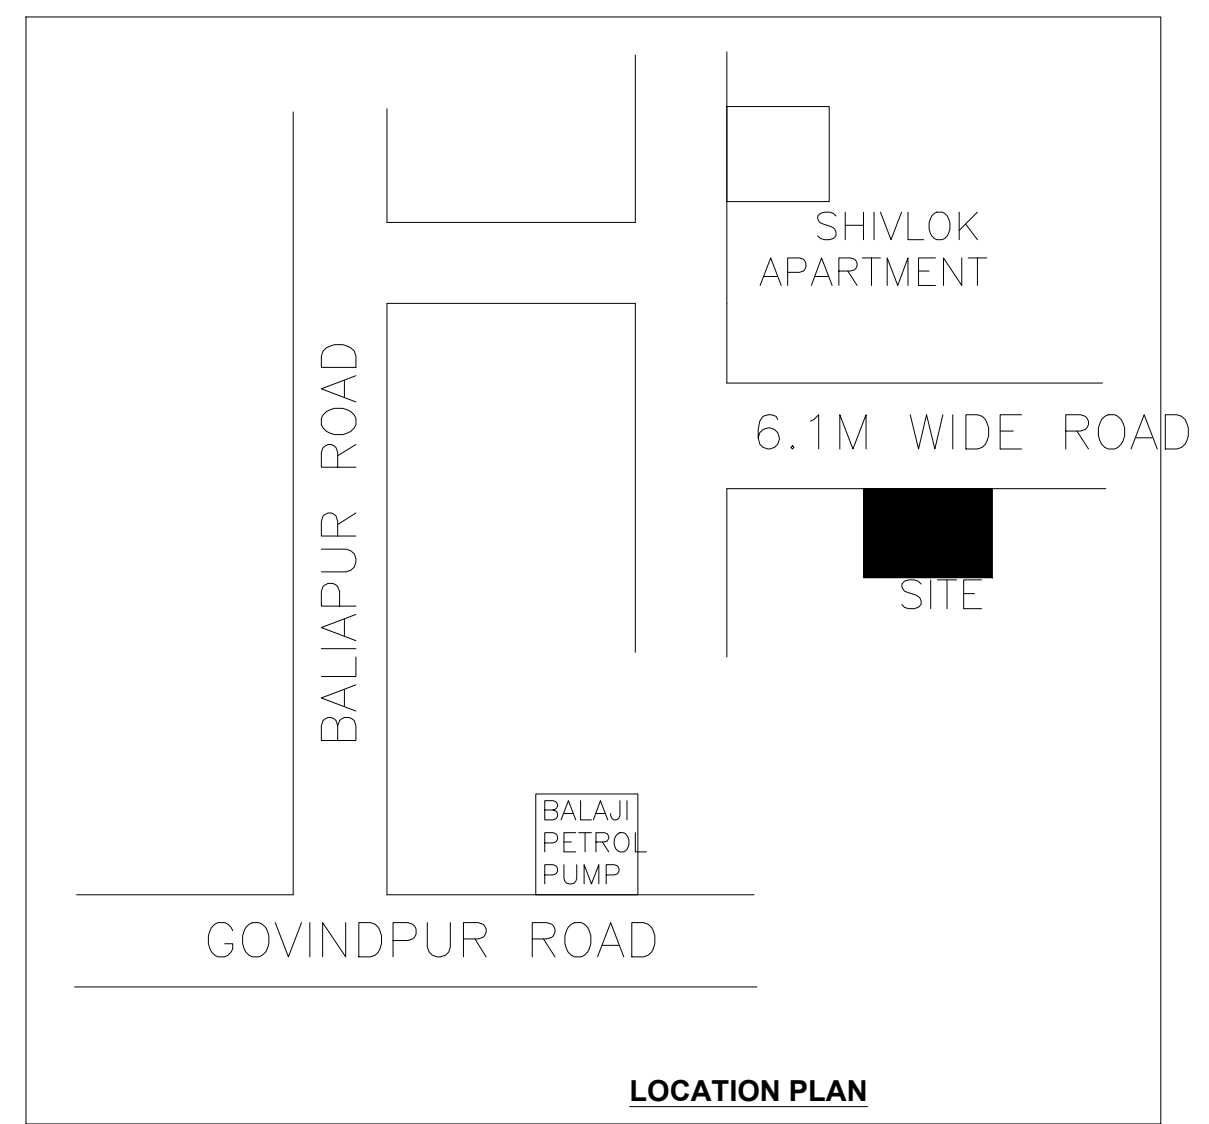 SHIVLOK
APARTMENT
6.1M WIDE ROAD
SITE
BALIAPUR ROAD
BALAJI
PETROL
PUMP
GOVINDPUR ROAD
LOCATION PLAN